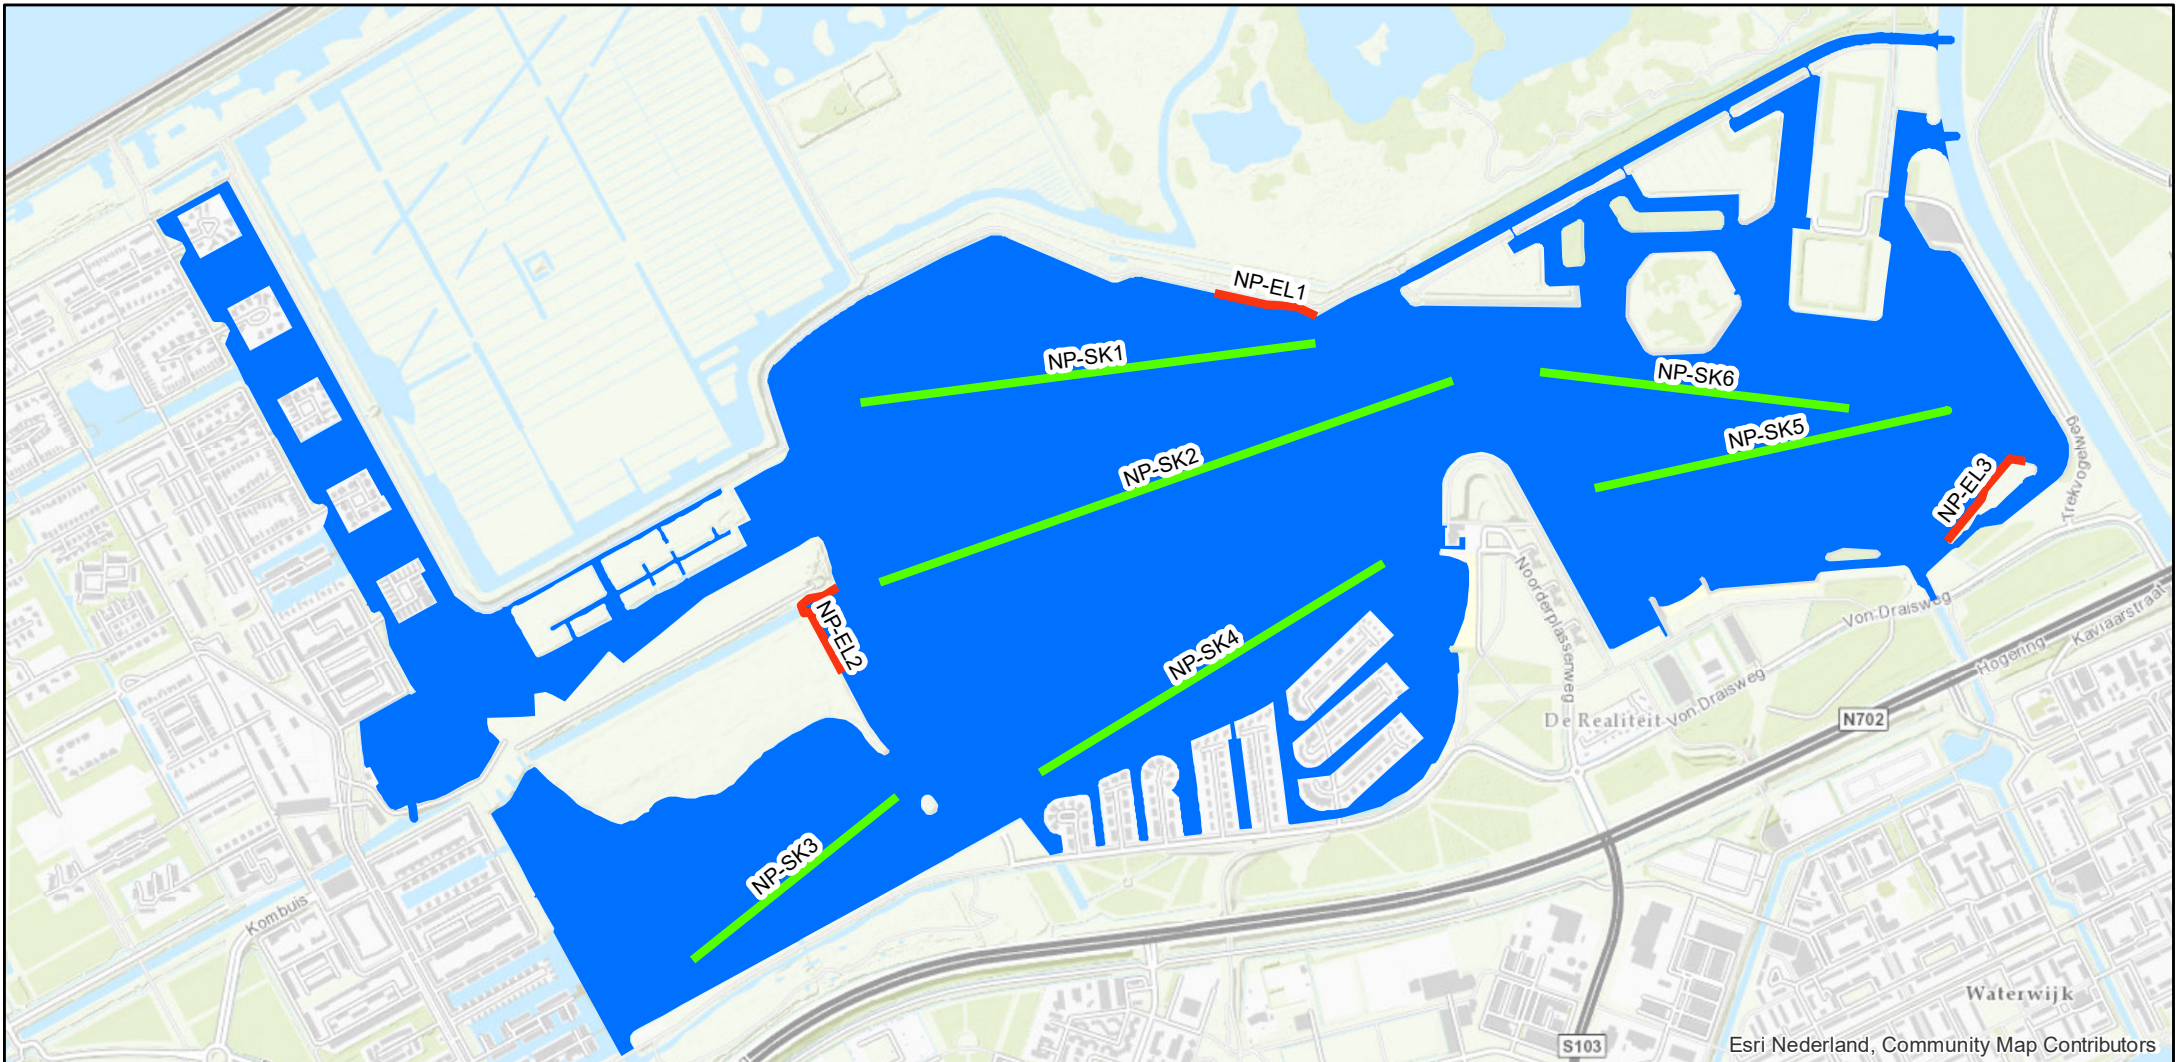 NP-EL1
NP-SK1
NP-SK6
NP-SK5
NP-SK2
NP-EL3
Trekvogelweg
NP-EL2
NP-SK4
Noorderplassenweg
Von Draisweg
Kaviaarstraat
Hogering
Von Draisweg
De Realiteit
N702
NP-SK3
Kombuis
Waterwijk
S103
Esri Nederland, Community Map Contributors